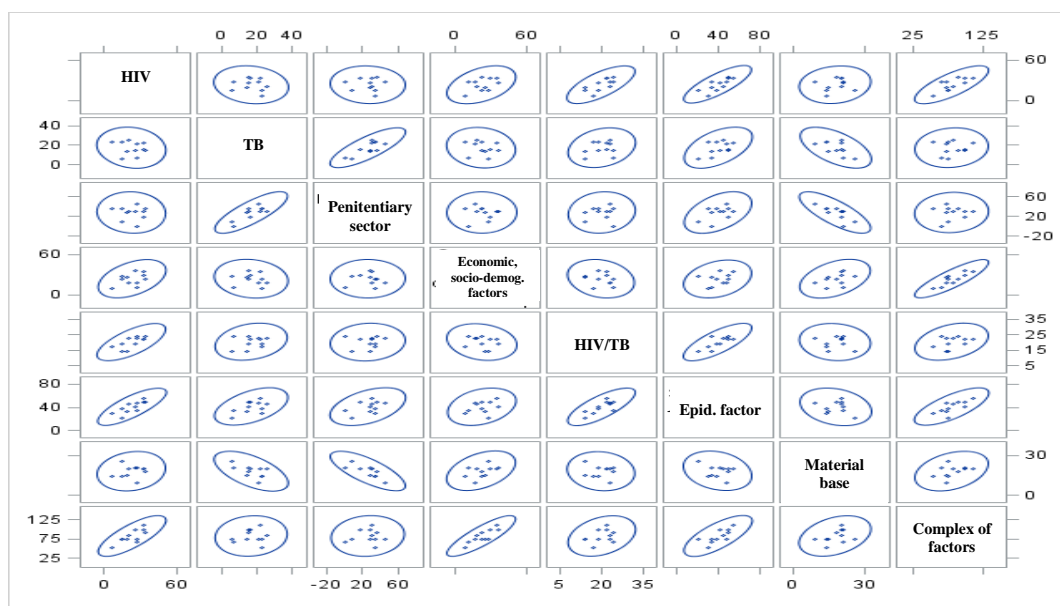 0 20 40 0 60 0 40 80 25 125
HIV 60
0
40
20
0
TB
Penitentiary
sector
60
20
-20
60
0
Economic,
socio-demog.
factors
HIV/TB
35
25
15
5
80
40
0
Epid. factor
Material
base
30
0
125
75
25
Complex of
factors
0 60 -20 20 60 5 20 35 0 30